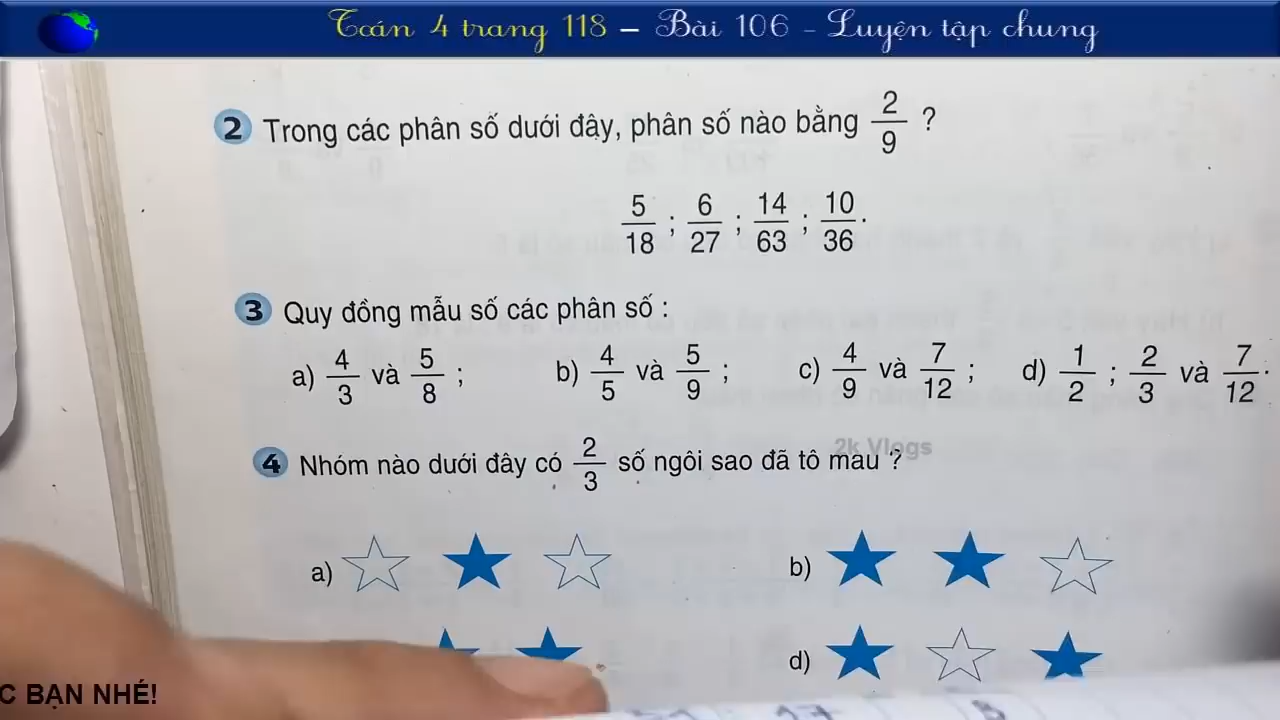 Toán 4 trang 118 – Bài 106 - Luyện tập chung
2 Trong các phân số dưới đây, phân số nào bằng 2/9 ?
5/18 ; 6/27 ; 14/63 ; 10/36.
3 Quy đồng mẫu số các phân số :
a) 4/3 và 5/8 ; b) 4/5 và 5/9 ; c) 4/9 và 7/12 ; d) 1/2 ; 2/3 và 7/12.
2k Vlogs
4 Nhóm nào dưới đây có 2/3 số ngôi sao đã tô màu ?
a) b)
d)
C BẠN NHÉ!